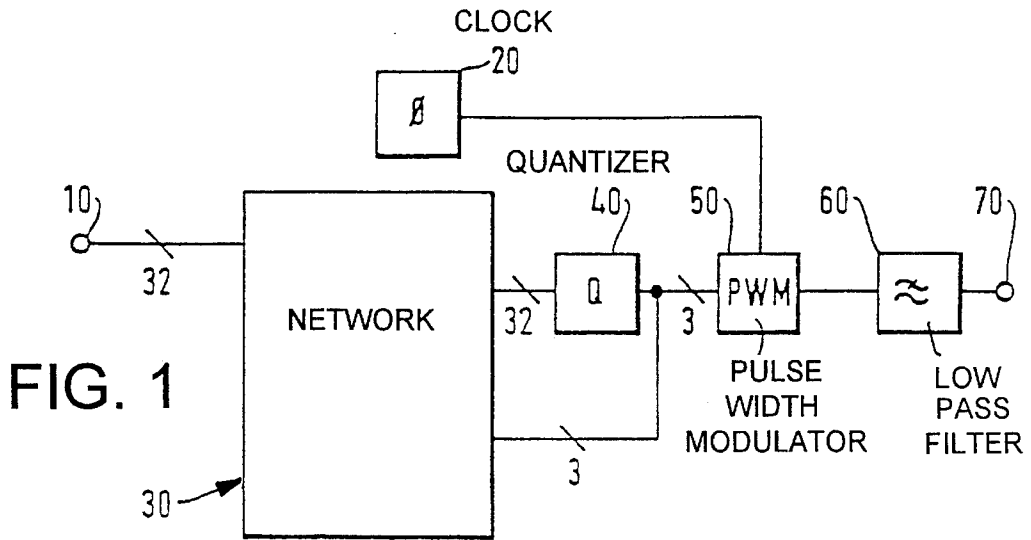 CLOCK
20
Ø
QUANTIZER
10
40
50
60
70
32
32
Q
3
PWM
NETWORK
FIG. 1
PULSE
WIDTH
MODULATOR
LOW
PASS
FILTER
3
30